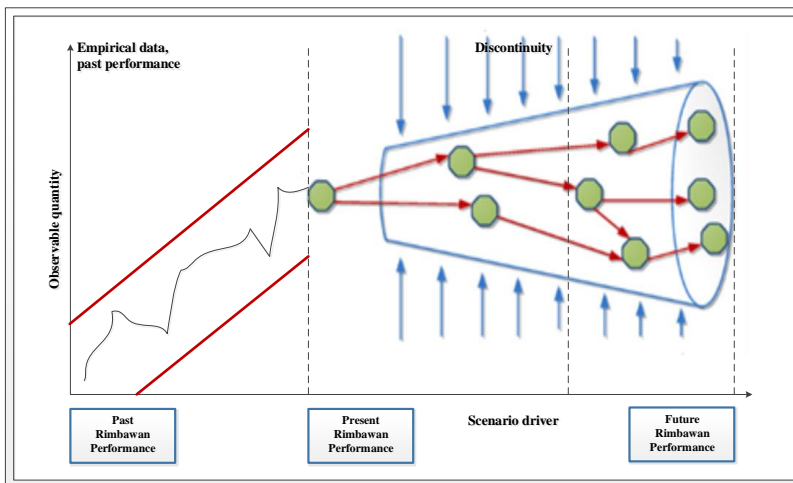 Empirical data,
past performance
Discontinuity
Observable quantity
Scenario driver
Past
Rimbawan
Performance
Present
Rimbawan
Performance
Future
Rimbawan
Performance